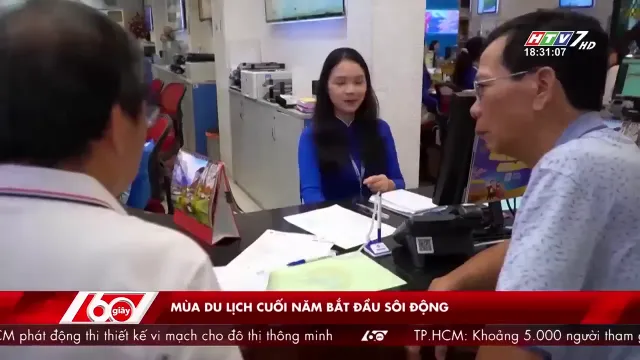 HTV7 HD
18:31:07
60 giây
MÙA DU LỊCH CUỐI NĂM BẮT ĐẦU SÔI ĐỘNG
CM phát động thi thiết kế vi mạch cho đô thị thông minh 60 TP.HCM: Khoảng 5.000 người tham